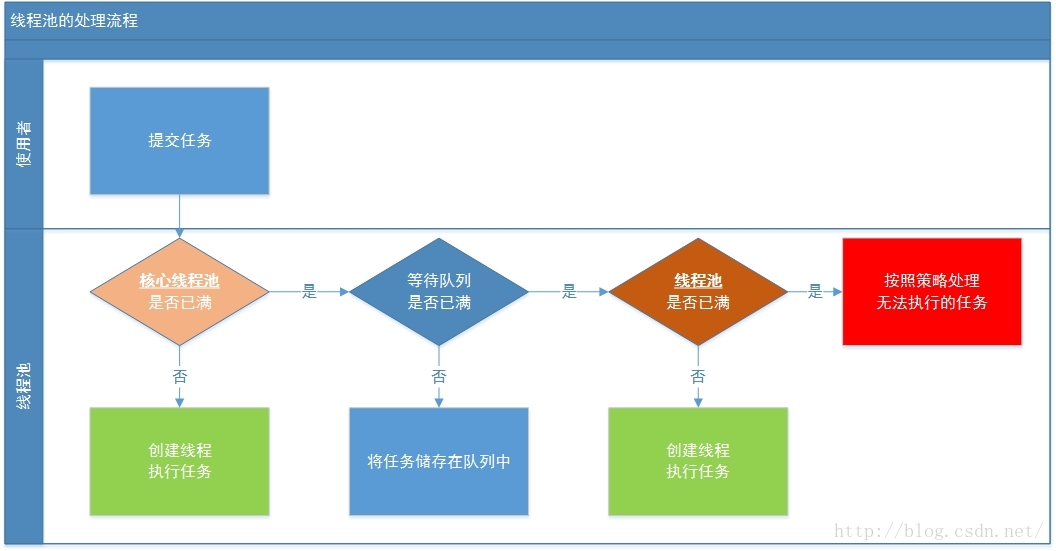 线程池的处理流程
使用者
提交任务
线程池
核心线程池
是否已满
是
等待队列
是否已满
是
线程池
是否已满
是
按照策略处理
无法执行的任务
否
否
否
创建线程
执行任务
将任务储存在队列中
创建线程
执行任务
http://blog.csdn.net/